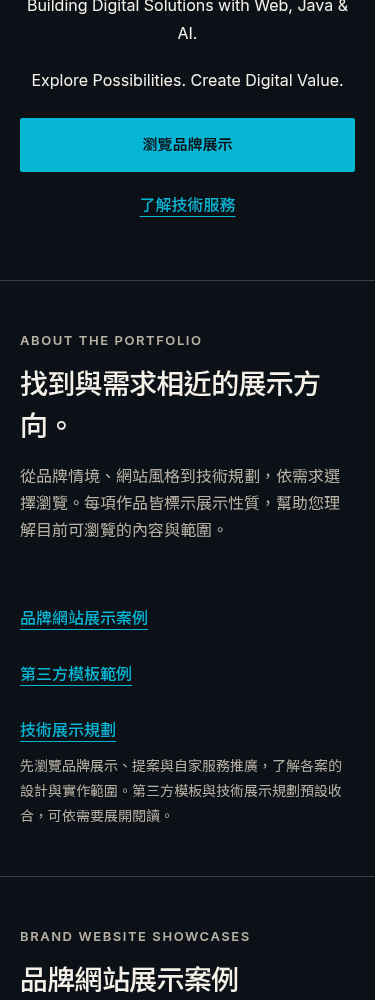 Building Digital Solutions with Web, Java &
AI.
Explore Possibilities. Create Digital Value.
瀏覽品牌展示
了解技術服務
ABOUT THE PORTFOLIO
找到與需求相近的展示方
向。
從品牌情境、網站風格到技術規劃，依需求選
擇瀏覽。每項作品皆標示展示性質，幫助您理
解目前可瀏覽的內容與範圍。
品牌網站展示案例
第三方模板範例
技術展示規劃
先瀏覽品牌展示、提案與自家服務推廣，了解各案的
設計與實作範圍。第三方模板與技術展示規劃預設收
合，可依需要展開閱讀。
BRAND WEBSITE SHOWCASES
品牌網站展示案例